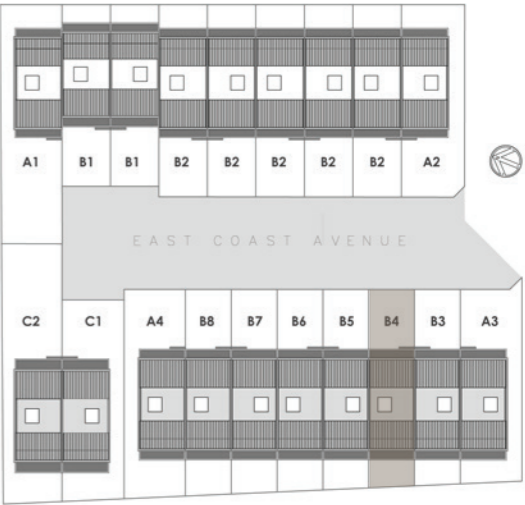 A1 B1 B1 B2 B2 B2 B2 B2 A2
EAST COAST AVENUE
C2 C1 A4 B8 B7 B6 B5 B4 B3 A3